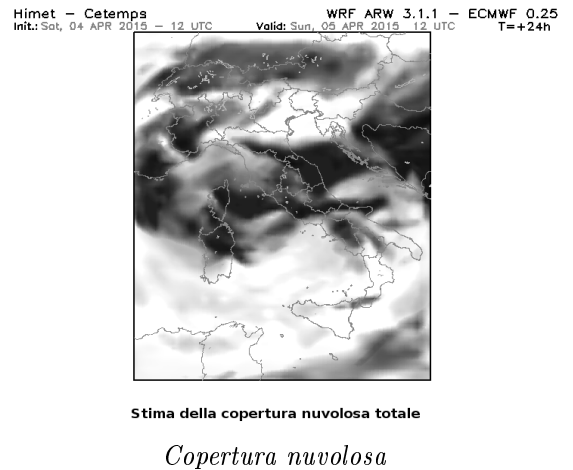 Himet – Cetemps WRF ARW 3.1.1 – ECMWF 0.25
Init.: Sat, 04 APR 2015 – 12 UTC Valid: Sun, 05 APR 2015 12 UTC T=+24h
Stima della copertura nuvolosa totale
Copertura nuvolosa